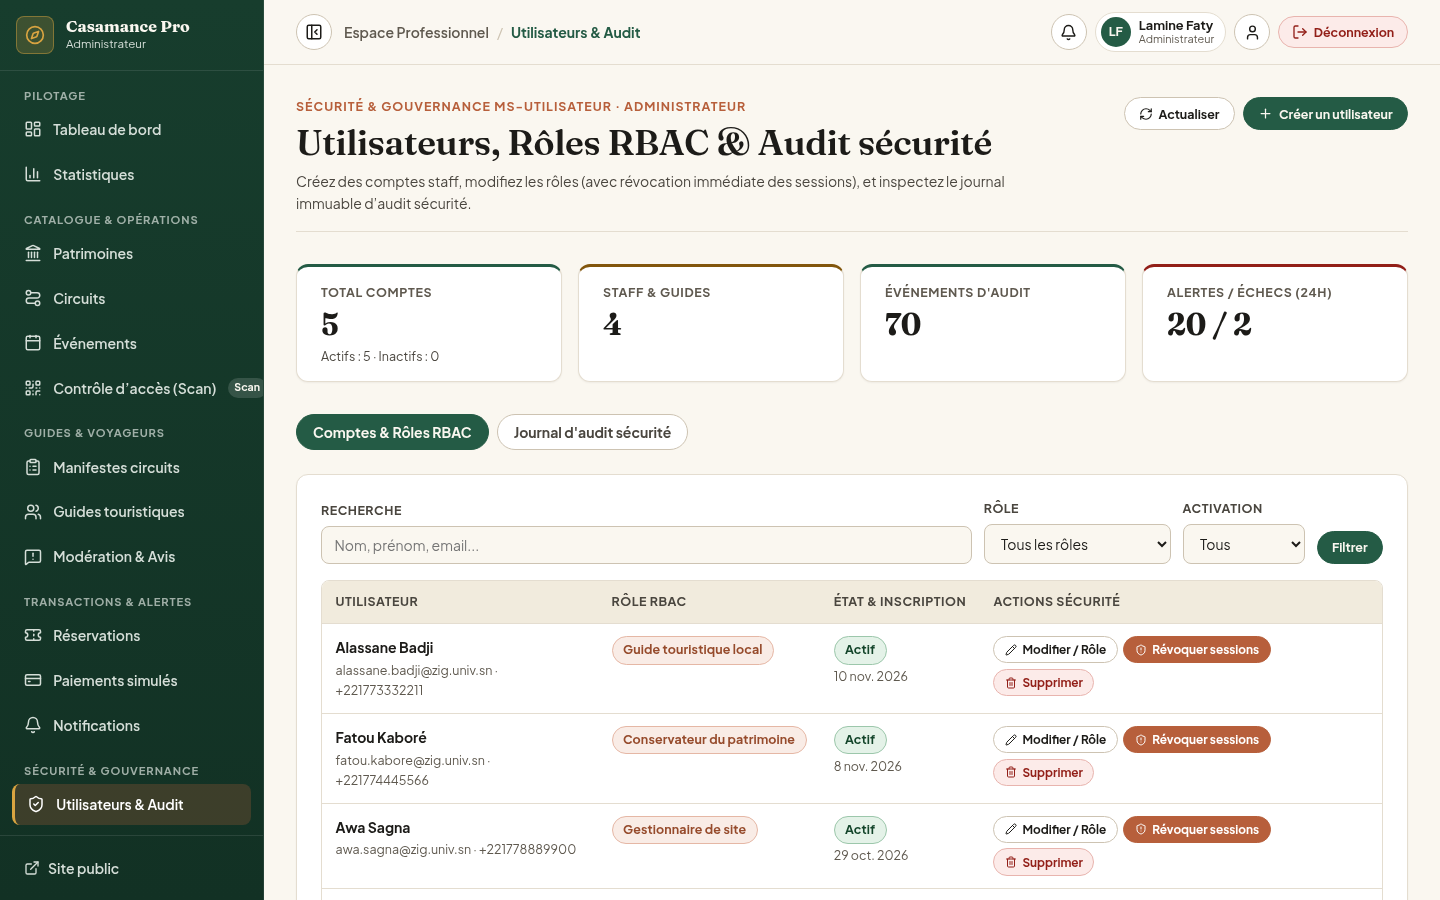 Casamance Pro
Administrateur
PILOTAGE
Tableau de bord
Statistiques
CATALOGUE & OPÉRATIONS
Patrimoines
Circuits
Événements
Contrôle d’accès (Scan)
Scan
GUIDES & VOYAGEURS
Manifestes circuits
Guides touristiques
Modération & Avis
TRANSACTIONS & ALERTES
Réservations
Paiements simulés
Notifications
SÉCURITÉ & GOUVERNANCE
Utilisateurs & Audit
Site public
Espace Professionnel / Utilisateurs & Audit
LF
Lamine Faty
Administrateur
Déconnexion
SÉCURITÉ & GOUVERNANCE MS-UTILISATEUR · ADMINISTRATEUR
Utilisateurs, Rôles RBAC & Audit sécurité
Créez des comptes staff, modifiez les rôles (avec révocation immédiate des sessions), et inspectez le journal
immuable d'audit sécurité.
Actualiser
Créer un utilisateur
TOTAL COMPTES
5
Actifs : 5 · Inactifs : 0
STAFF & GUIDES
4
ÉVÉNEMENTS D'AUDIT
70
ALERTES / ÉCHECS (24H)
20 / 2
Comptes & Rôles RBAC
Journal d'audit sécurité
RECHERCHE
Nom, prénom, email...
RÔLE
Tous les rôles
ACTIVATION
Tous
Filtrer
UTILISATEUR RÔLE RBAC ÉTAT & INSCRIPTION ACTIONS SÉCURITÉ
Alassane Badji
alassane.badji@zig.univ.sn ·
+221773332211
Guide touristique local
Actif
10 nov. 2026
Modifier / Rôle
Révoquer sessions
Supprimer
Fatou Kaboré
fatou.kabore@zig.univ.sn ·
+221774445566
Conservateur du patrimoine
Actif
8 nov. 2026
Modifier / Rôle
Révoquer sessions
Supprimer
Awa Sagna
awa.sagna@zig.univ.sn · +221778889900
Gestionnaire de site
Actif
29 oct. 2026
Modifier / Rôle
Révoquer sessions
Supprimer